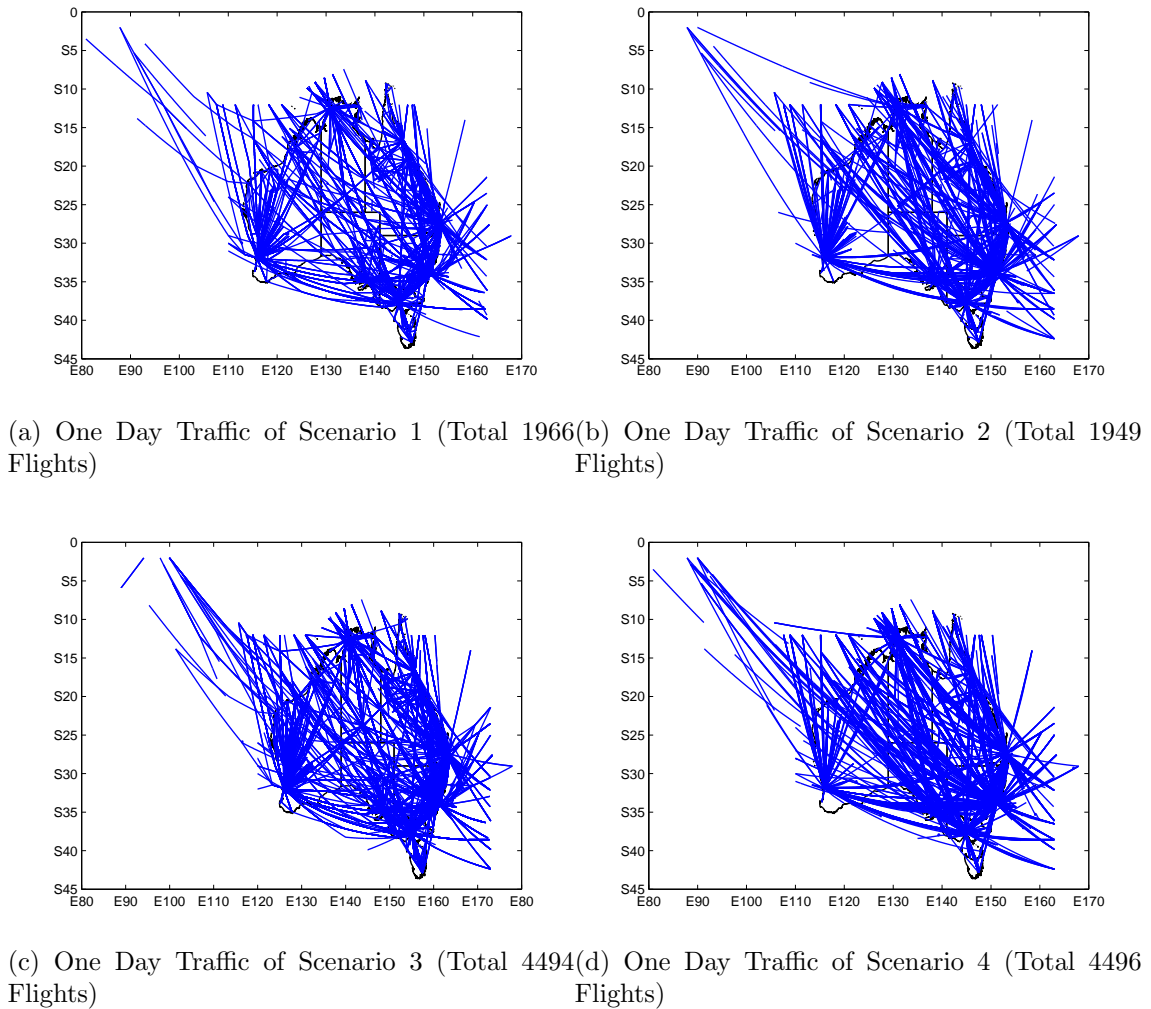 0
S5
S10
S15
S20
S25
S30
S35
S40
S45
E80 E90 E100 E110 E120 E130 E140 E150 E160 E170
0
S5
S10
S15
S20
S25
S30
S35
S40
S45
E80 E90 E100 E110 E120 E130 E140 E150 E160 E170
(a) One Day Traffic of Scenario 1 (Total 1966
Flights)
(b) One Day Traffic of Scenario 2 (Total 1949
Flights)
0
S5
S10
S15
S20
S25
S30
S35
S40
S45
E80 E90 E100 E110 E120 E130 E140 E150 E160 E170 E80
0
S5
S10
S15
S20
S25
S30
S35
S40
S45
E80 E90 E100 E110 E120 E130 E140 E150 E160 E170
(c) One Day Traffic of Scenario 3 (Total 4494
Flights)
(d) One Day Traffic of Scenario 4 (Total 4496
Flights)